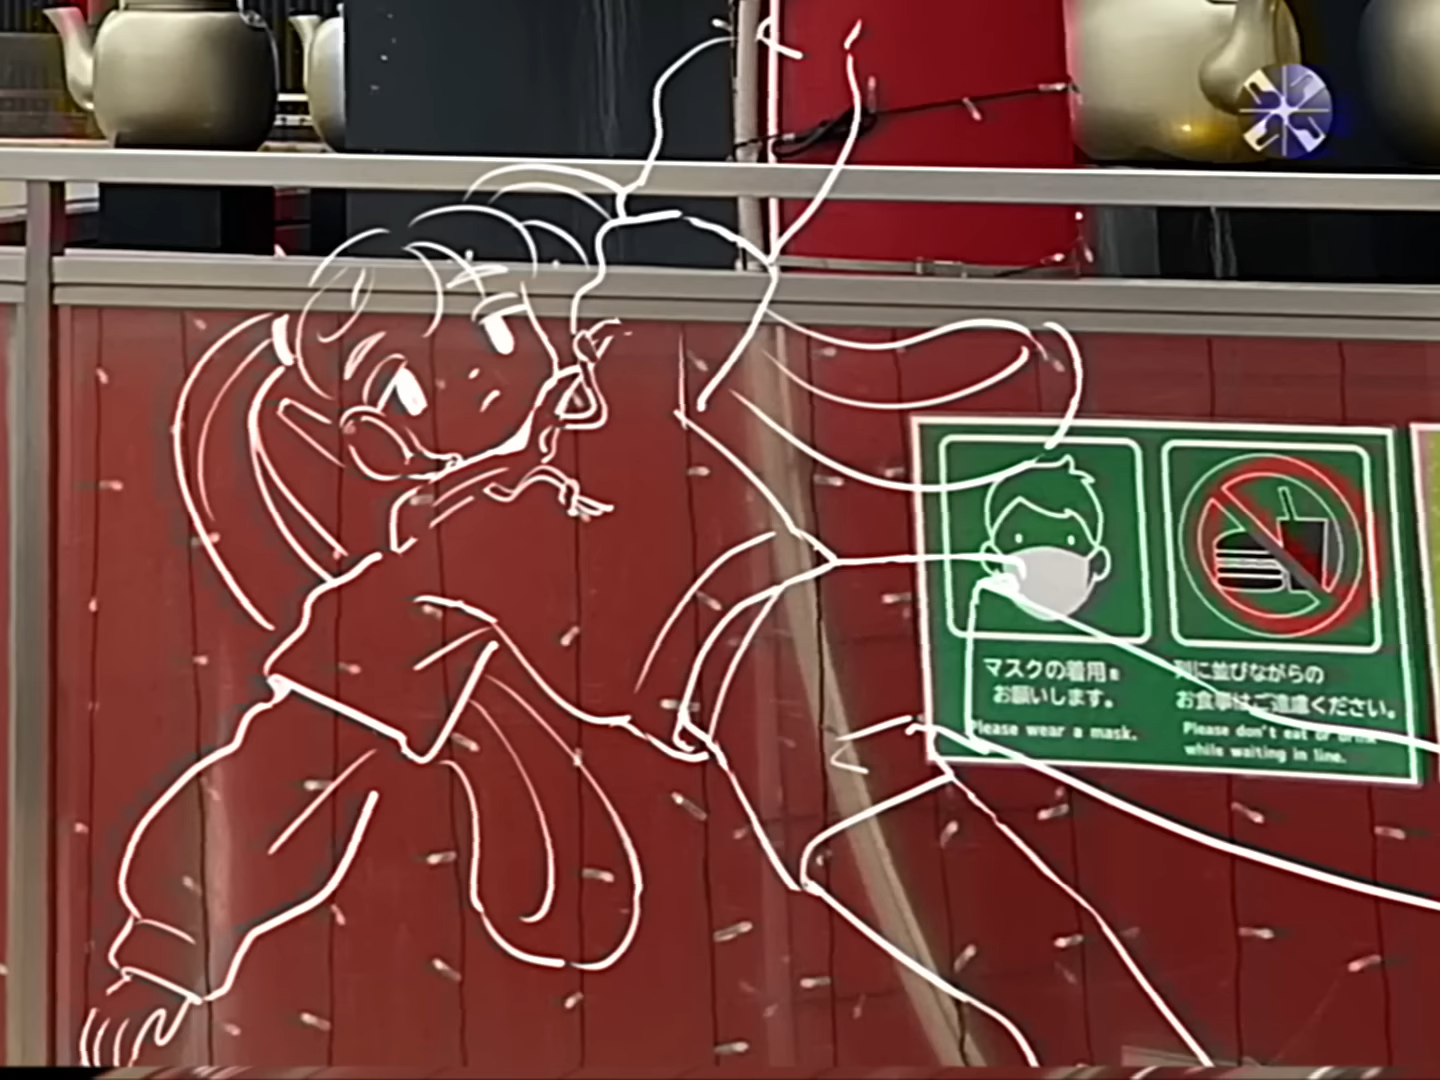 マスクの着用を
お願いします。
Please wear a mask.
列に並びながらの
お食事はご遠慮ください。
Please don't eat or drink
while waiting in line.